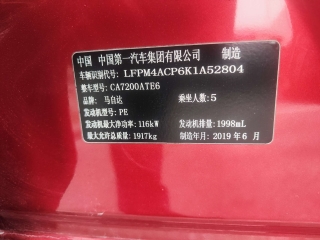 中国 中国第一汽车集团有限公司 制造
车辆识别代号：LFPM4ACP6K1A52804
整车型号：CA7200ATE6
品牌：马自达 乘坐人数：5
发动机型号：PE
发动机最大净功率：116kW 发动机排量：1998mL
最大允许总质量：1917kg 制造年月：2019年6月